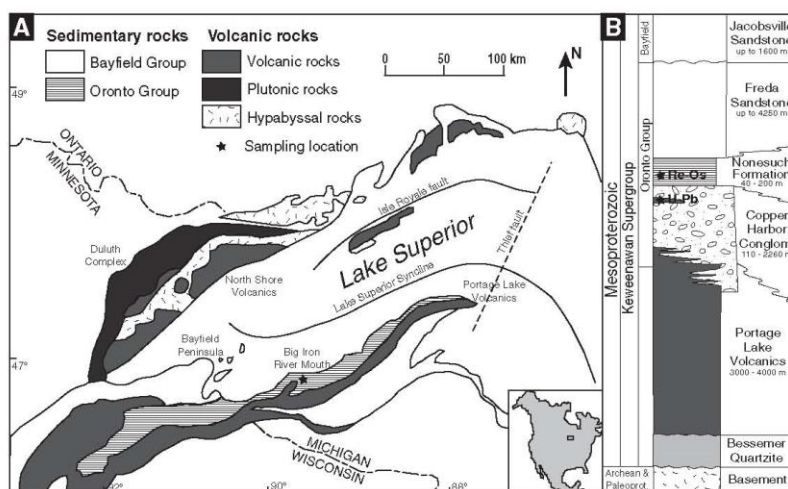 A
Sedimentary rocks
Bayfield Group
Oronto Group
Volcanic rocks
Volcanic rocks
Plutonic rocks
Hypabyssal rocks
Sampling location
0 50 100 km
N
49°
47°
ONTARIO
MINNESOTA
Duluth
Complex
North Shore
Volcanics
Isle Royale fault
Lake Superior
Thiel fault
Lake Superior Syncline
Portage Lake
Volcanics
Bayfield
Peninsula
Big Iron
River Mouth
MICHIGAN
WISCONSIN
92°
90°
88°
B
Mesoproterozoic
Keweenawan Supergroup
Bayfield
Oronto Group
Jacobsville
Sandstone
up to 1600 m
Freda
Sandstone
up to 4250 m
Re-Os
Nonesuch
Formation
40 - 200 m
U-Pb
Copper
Harbor
Conglom
110 - 2260 m
Portage
Lake
Volcanics
3000 - 4000 m
Bessemer
Quartzite
Archean &
Paleoprot.
Basement